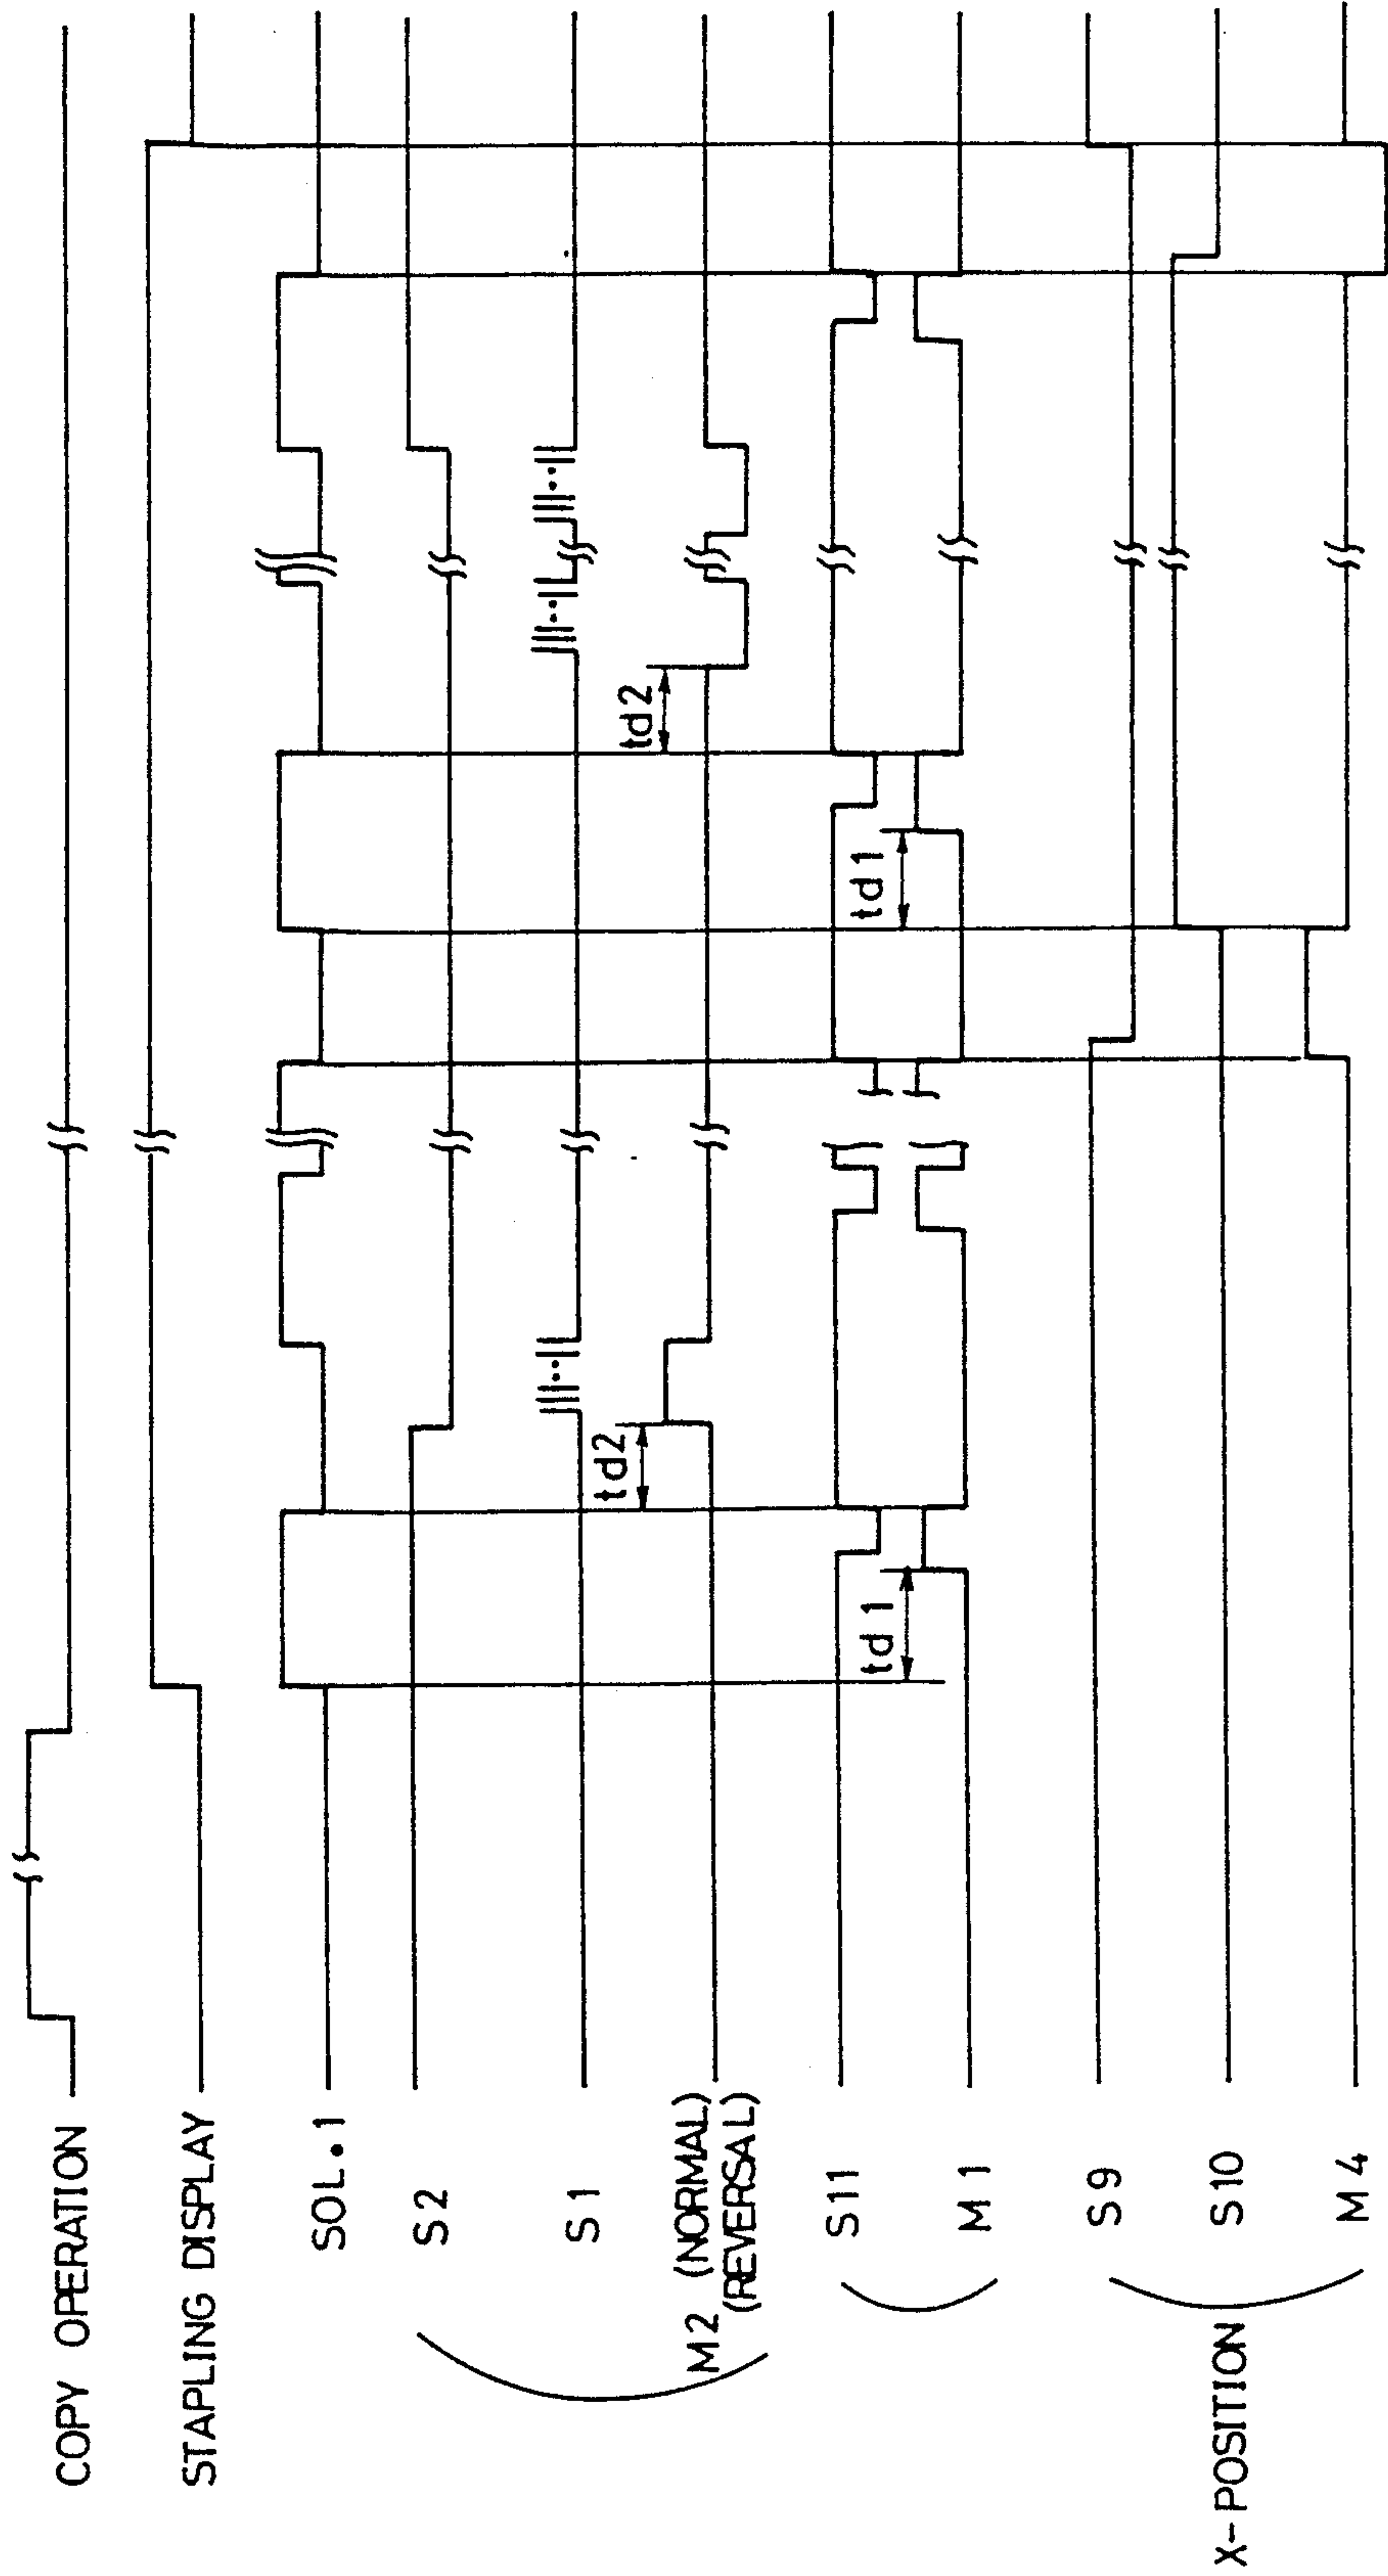 COPY OPERATION
STAPLING DISPLAY
SOL.1
S2
S1
M2 (NORMAL)
(REVERSAL)
S11
M1
X-POSITION
S9
S10
M4
td1
td2
td1
td2